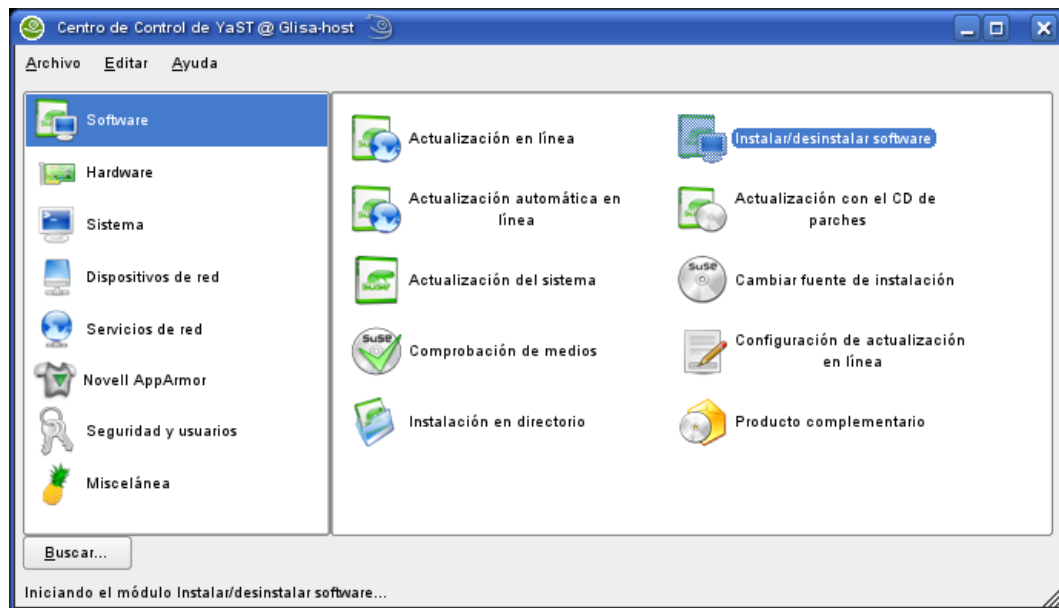 Centro de Control de YaST @ Glisa-host
Archivo Editar Ayuda
Software
Hardware
Sistema
Dispositivos de red
Servicios de red
Novell AppArmor
Seguridad y usuarios
Miscelánea
Actualización en línea
Instalar/desinstalar software
Actualización automática en
línea
Actualización con el CD de
parches
Actualización del sistema
Cambiar fuente de instalación
Comprobación de medios
Configuración de actualización
en línea
Instalación en directorio
Producto complementario
Buscar...
Iniciando el módulo Instalar/desinstalar software...